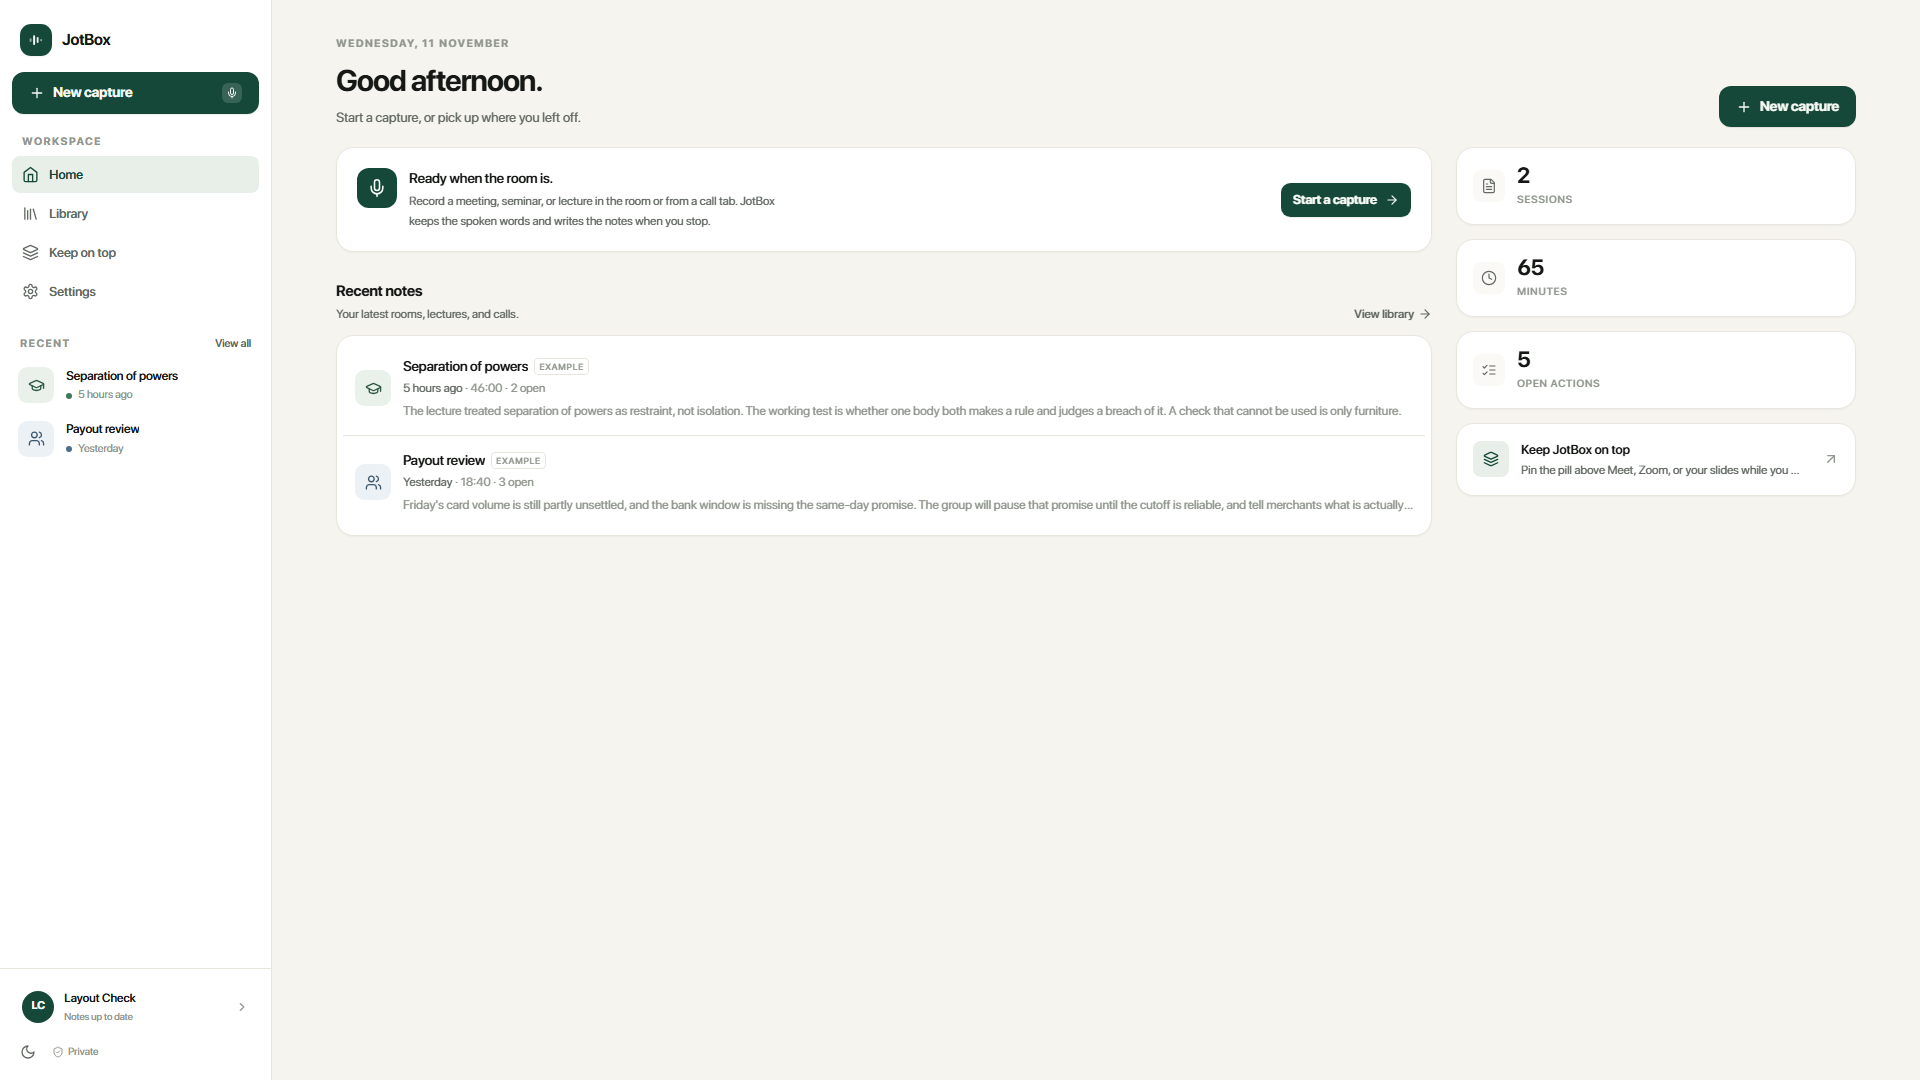 JotBox
New capture
WORKSPACE
Home
Library
Keep on top
Settings
RECENT
View all
Separation of powers
5 hours ago
Payout review
Yesterday
LC
Layout Check
Notes up to date
Private
WEDNESDAY, 11 NOVEMBER
Good afternoon.
Start a capture, or pick up where you left off.
New capture
Ready when the room is.
Record a meeting, seminar, or lecture in the room or from a call tab. JotBox
keeps the spoken words and writes the notes when you stop.
Start a capture
Recent notes
Your latest rooms, lectures, and calls.
View library
Separation of powers EXAMPLE
5 hours ago · 46:00 · 2 open
The lecture treated separation of powers as restraint, not isolation. The working test is whether one body both makes a rule and judges a breach of it. A check that cannot be used is only furniture.
Payout review EXAMPLE
Yesterday · 18:40 · 3 open
Friday's card volume is still partly unsettled, and the bank window is missing the same-day promise. The group will pause that promise until the cutoff is reliable, and tell merchants what is actually...
2
SESSIONS
65
MINUTES
5
OPEN ACTIONS
Keep JotBox on top
Pin the pill above Meet, Zoom, or your slides while you ...